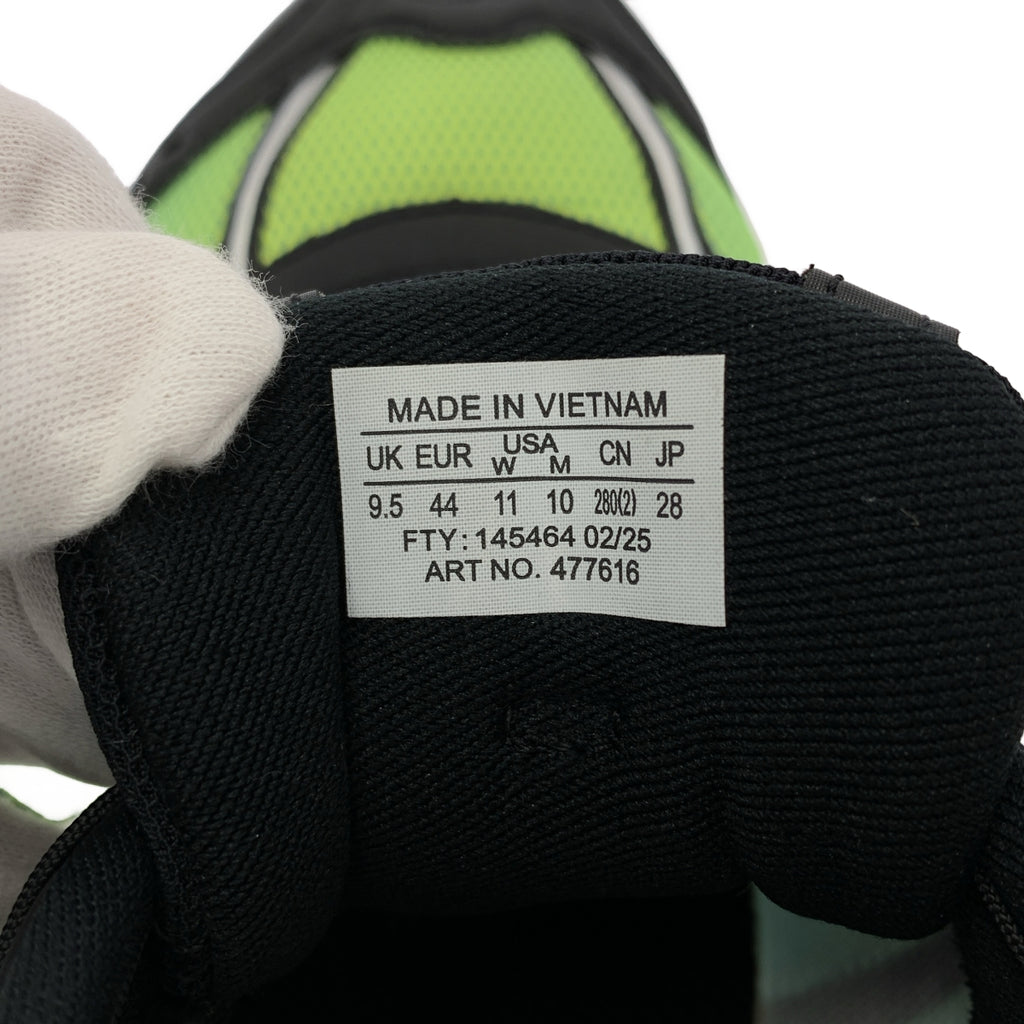 MADE IN VIETNAM
UK EUR USA CN JP
W M
9.5 44 11 10 280(2) 28
FTY: 145464 02/25
ART NO. 477616